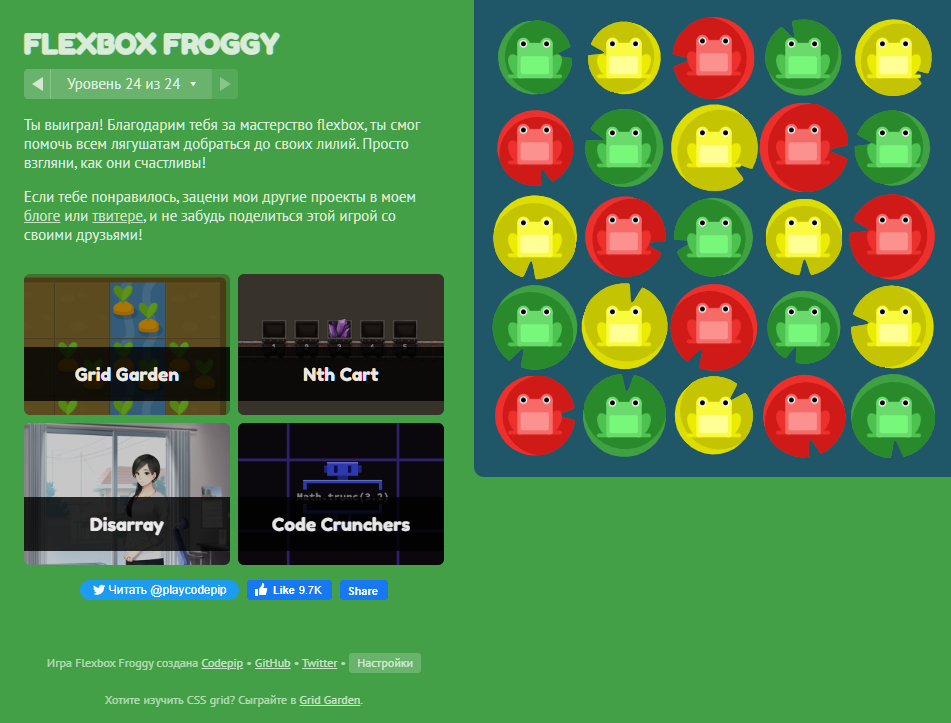 FLEXBOX FROGGY
Уровень 24 из 24
Ты выиграл! Благодарим тебя за мастерство flexbox, ты смог
помочь всем лягушатам добраться до своих лилий. Просто
взгляни, как они счастливы!
Если тебе понравилось, зацени мои другие проекты в моем
блоге или твитере, и не забудь поделиться этой игрой со
своими друзьями!
Grid Garden
Nth Cart
Disarray
Math.trunc(3.2)
Code Crunchers
Читать @playcodepip
Like 9.7K
Share
Игра Flexbox Froggy создана Codepip • GitHub • Twitter • Настройки
Хотите изучить CSS grid? Сыграйте в Grid Garden.